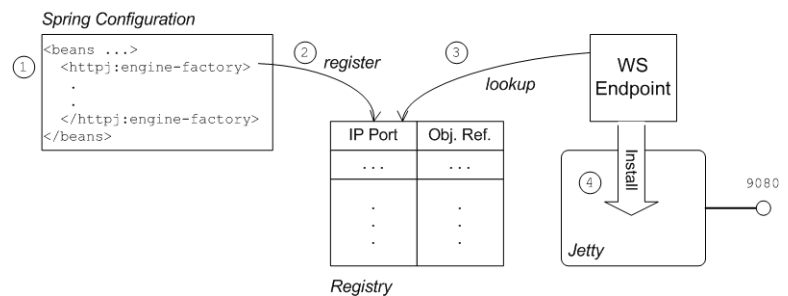 Spring Configuration
1
<beans ...>
<httpj:engine-factory>
.
.
</httpj:engine-factory>
</beans>
2
register
3
lookup
WS
Endpoint
IP Port
Obj. Ref.
. . .
. . .
.
.
.
.
.
.
Registry
Install
4
Jetty
9080